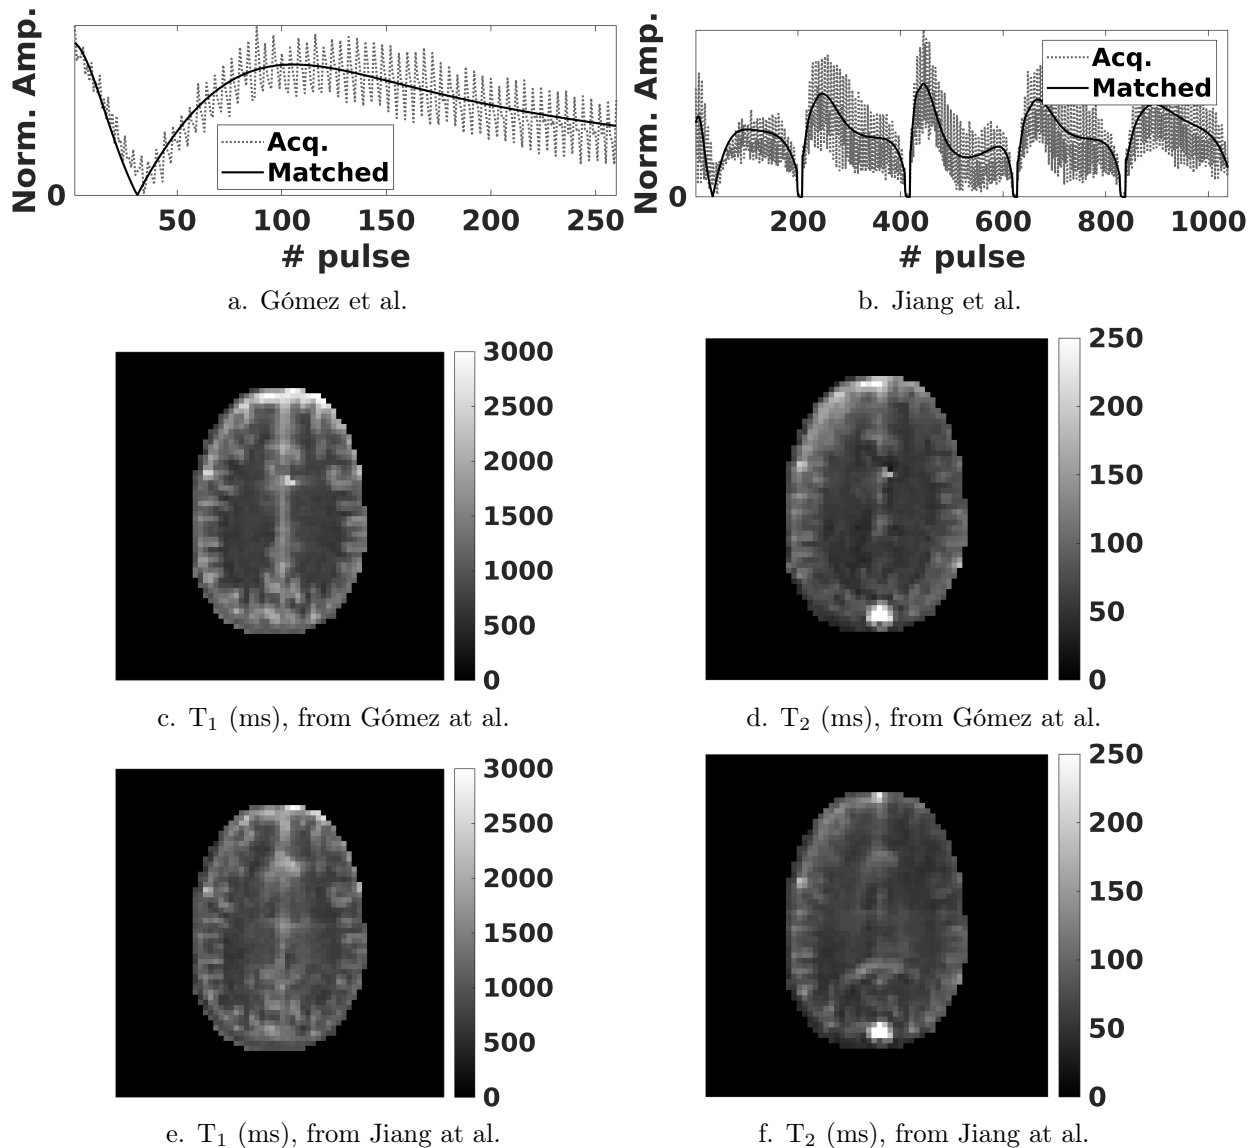 Norm. Amp.
0
Acq.
Matched
50 100 150 200 250
# pulse
a. Gómez et al.
Norm. Amp.
0
Acq.
Matched
200 400 600 800 1000
# pulse
b. Jiang et al.
3000
2500
2000
1500
1000
500
0
c. T₁ (ms), from Gómez at al.
250
200
150
100
50
0
d. T₂ (ms), from Gómez at al.
3000
2500
2000
1500
1000
500
0
e. T₁ (ms), from Jiang at al.
250
200
150
100
50
0
f. T₂ (ms), from Jiang at al.